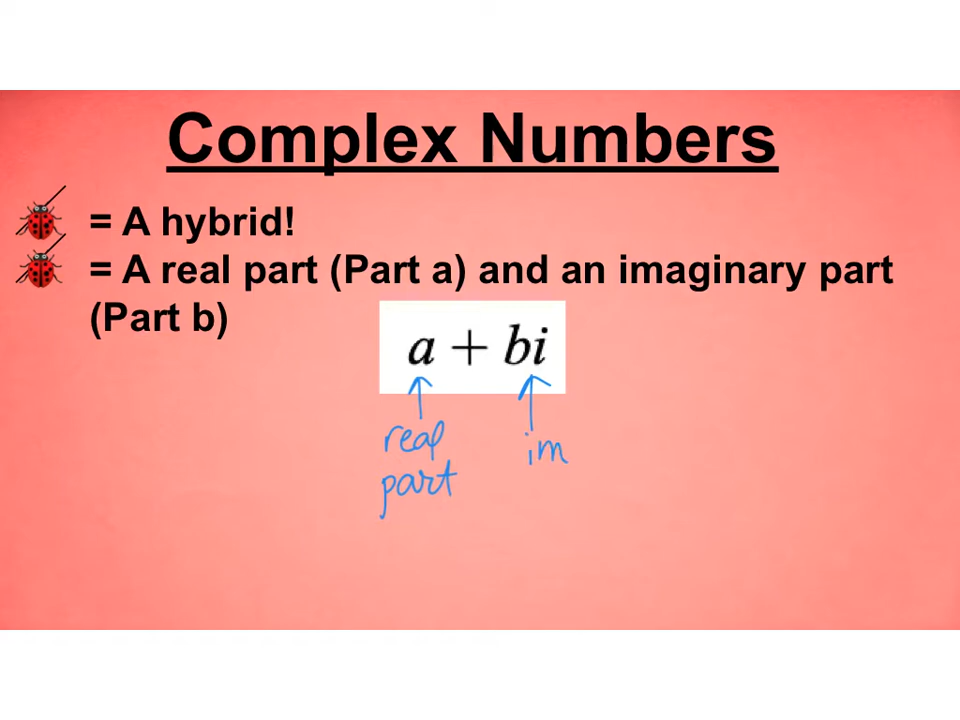 Complex Numbers
= A hybrid!
= A real part (Part a) and an imaginary part
(Part b)
a + bi
real im
part